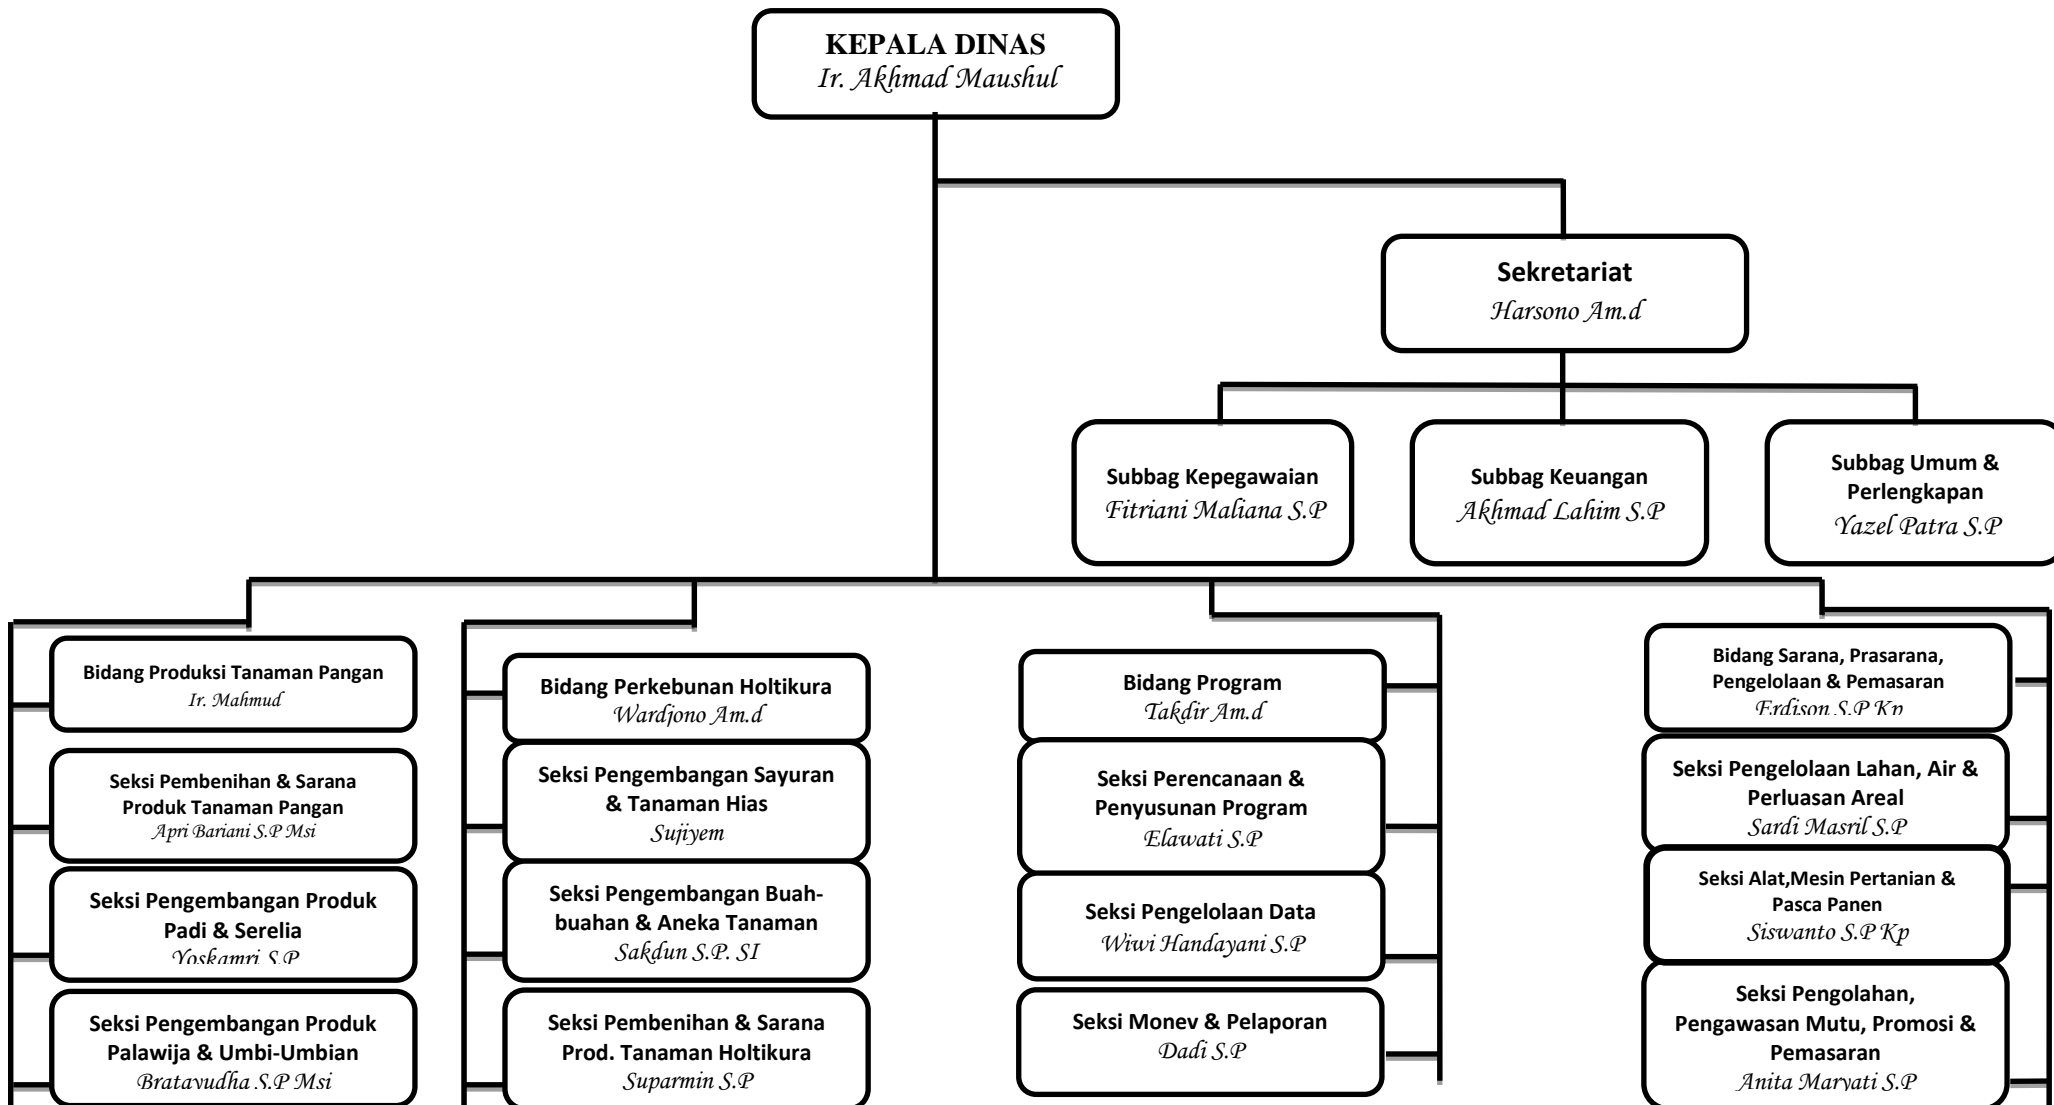 KEPALA DINAS
Ir. Akhmad Maushul
Sekretariat
Harsono Am.d
Subbag Kepegawaian
Fitriani Maliana S.P
Subbag Keuangan
Akhmad Lahim S.P
Subbag Umum &
Perlengkapan
Yazel Patra S.P
Bidang Produksi Tanaman Pangan
Ir. Mahmud
Seksi Pembenihan & Sarana
Produk Tanaman Pangan
Apri Bariani S.P Msi
Seksi Pengembangan Produk
Padi & Serelia
Yoskamri S.P
Seksi Pengembangan Produk
Palawija & Umbi-Umbian
Bratayudha S.P Msi
Bidang Perkebunan Holtikura
Wardjono Am.d
Seksi Pengembangan Sayuran
& Tanaman Hias
Sujiyem
Seksi Pengembangan Buah-
buahan & Aneka Tanaman
Sakdun S.P. SI
Seksi Pembenihan & Sarana
Prod. Tanaman Holtikura
Suparmin S.P
Bidang Program
Takdir Am.d
Seksi Perencanaan &
Penyusunan Program
Elawati S.P
Seksi Pengelolaan Data
Wiwi Handayani S.P
Seksi Monev & Pelaporan
Dadi S.P
Bidang Sarana, Prasarana,
Pengelolaan & Pemasaran
Erdison S.P Kp
Seksi Pengelolaan Lahan, Air &
Perluasan Areal
Sardi Masril S.P
Seksi Alat,Mesin Pertanian &
Pasca Panen
Siswanto S.P Kp
Seksi Pengolahan,
Pengawasan Mutu, Promosi &
Pemasaran
Anita Maryati S.P